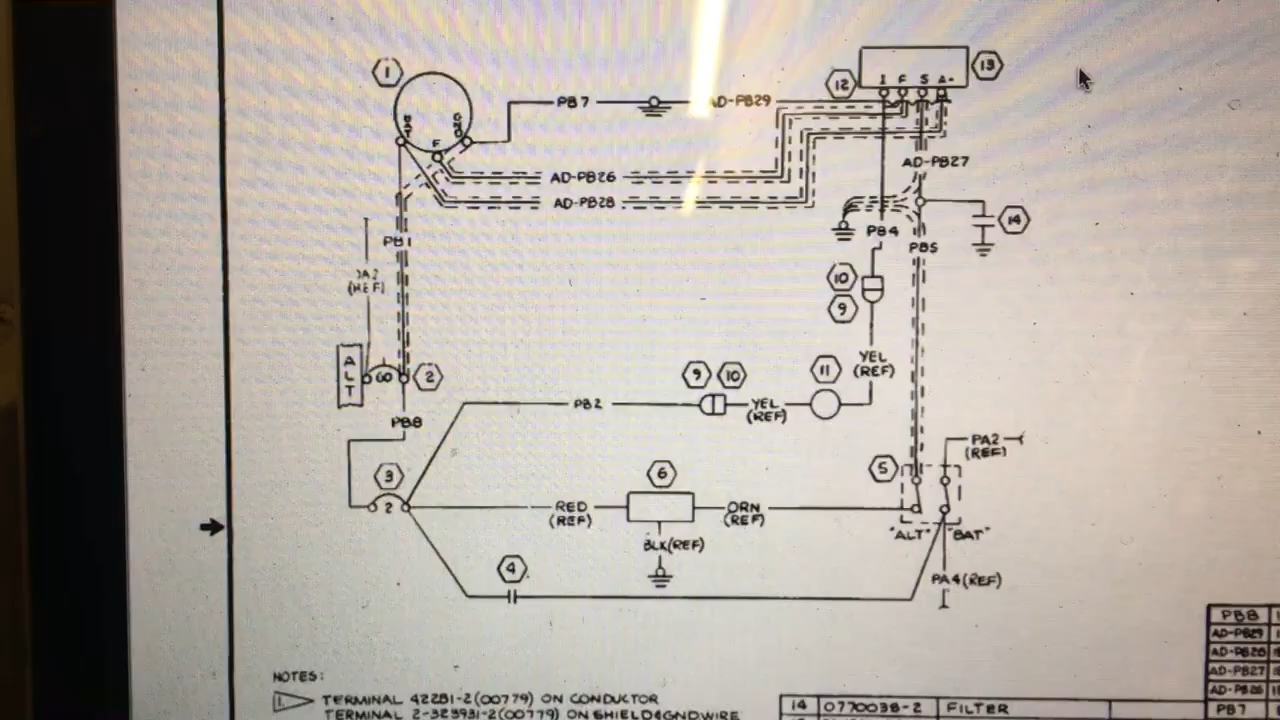 1
13
12
I F S A+
BAT
GND
F
PB7
AD-PB29
AD-PB26
AD-PB28
AD-PB27
14
PB4
PB5
PB1
(REF)
10
9
YEL
(REF)
11
ALT
60
2
PB8
PB2
9
10
YEL
(REF)
3
2
6
5
PA2
(REF)
RED
(REF)
ORN
(REF)
"ALT" "BAT"
BLK(REF)
4
PA4(REF)
PB8
AD-PB29
AD-PB28
AD-PB27
AD-PB26
PB7
NOTES:
1. TERMINAL 42281-2(00779) ON CONDUCTOR
TERMINAL 2-323931-2(00779) ON SHIELD&GNDWIRE
14 0770038-2 FILTER